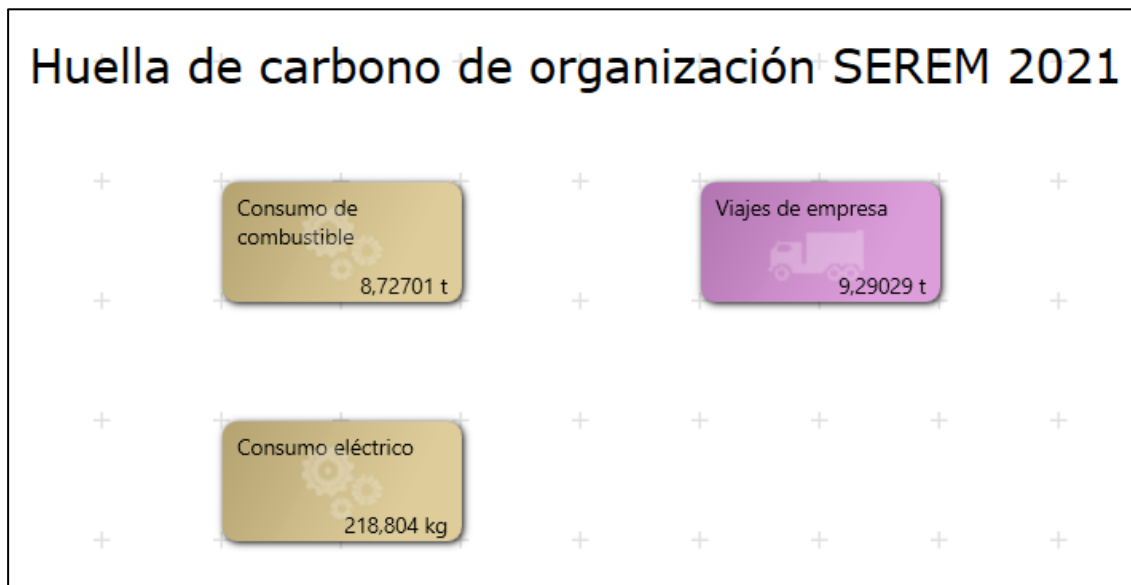 Huella de carbono de organización SEREM 2021
Consumo de
combustible
8,72701 t
Viajes de empresa
9,29029 t
Consumo eléctrico
218,804 kg